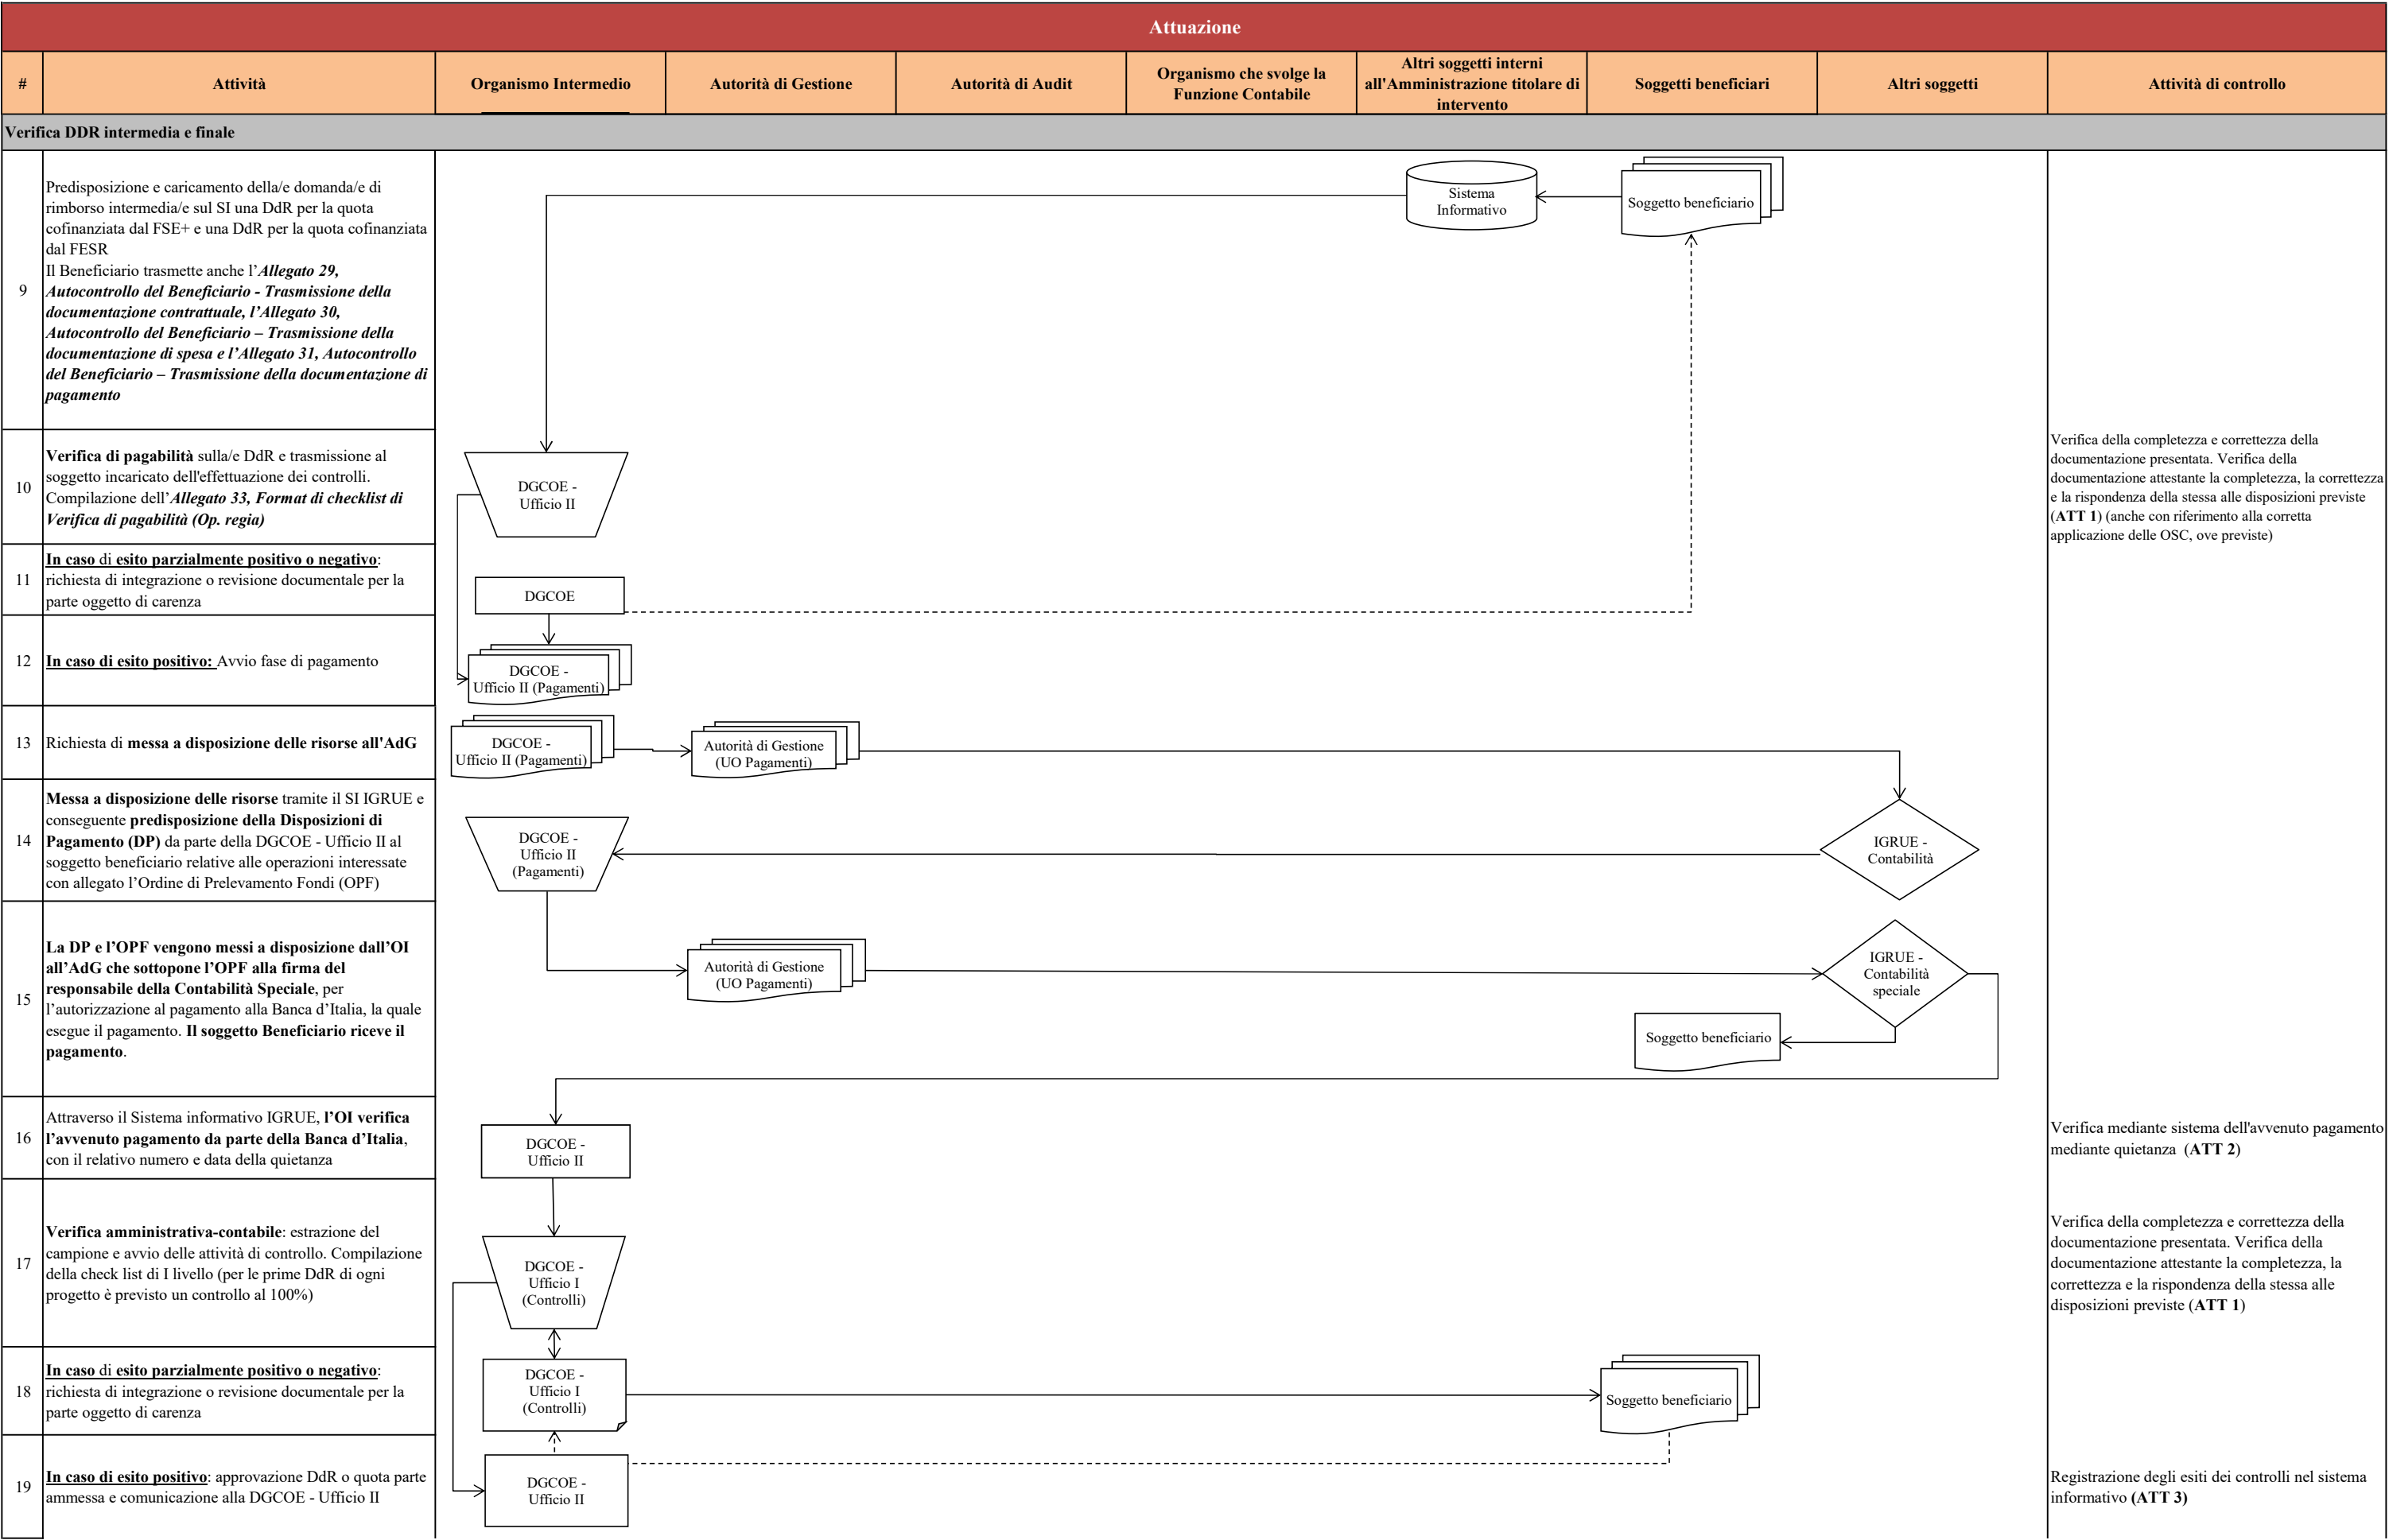 Attuazione
#
Attività
Organismo Intermedio
Autorità di Gestione
Autorità di Audit
Organismo che svolge la
Funzione Contabile
Altri soggetti interni
all'Amministrazione titolare di
intervento
Soggetti beneficiari
Altri soggetti
Attività di controllo
Verifica DDR intermedia e finale
9
Predisposizione e caricamento della/e domanda/e di
rimborso intermedia/e sul SI una DdR per la quota
cofinanziata dal FSE+ e una DdR per la quota cofinanziata
dal FESR
Il Beneficiario trasmette anche l'Allegato 29,
Autocontrollo del Beneficiario - Trasmissione della
documentazione contrattuale, l'Allegato 30,
Autocontrollo del Beneficiario – Trasmissione della
documentazione di spesa e l'Allegato 31, Autocontrollo
del Beneficiario – Trasmissione della documentazione di
pagamento
Sistema
Informativo
Soggetto beneficiario
10
Verifica di pagabilità sulla/e DdR e trasmissione al
soggetto incaricato dell'effettuazione dei controlli.
Compilazione dell'Allegato 33, Format di checklist di
Verifica di pagabilità (Op. regia)
DGCOE -
Ufficio II
Verifica della completezza e correttezza della
documentazione presentata. Verifica della
documentazione attestante la completezza, la correttezza
e la rispondenza della stessa alle disposizioni previste
(ATT 1) (anche con riferimento alla corretta
applicazione delle OSC, ove previste)
11
In caso di esito parzialmente positivo o negativo:
richiesta di integrazione o revisione documentale per la
parte oggetto di carenza
DGCOE
12
In caso di esito positivo: Avvio fase di pagamento
DGCOE -
Ufficio II (Pagamenti)
13
Richiesta di messa a disposizione delle risorse all'AdG
DGCOE -
Ufficio II (Pagamenti)
Autorità di Gestione
(UO Pagamenti)
14
Messa a disposizione delle risorse tramite il SI IGRUE e
conseguente predisposizione della Disposizioni di
Pagamento (DP) da parte della DGCOE - Ufficio II al
soggetto beneficiario relative alle operazioni interessate
con allegato l'Ordine di Prelevamento Fondi (OPF)
DGCOE -
Ufficio II
(Pagamenti)
IGRUE -
Contabilità
15
La DP e l'OPF vengono messi a disposizione dall'OI
all'AdG che sottopone l'OPF alla firma del
responsabile della Contabilità Speciale, per
l'autorizzazione al pagamento alla Banca d'Italia, la quale
esegue il pagamento. Il soggetto Beneficiario riceve il
pagamento.
Autorità di Gestione
(UO Pagamenti)
IGRUE -
Contabilità
speciale
Soggetto beneficiario
16
Attraverso il Sistema informativo IGRUE, l'OI verifica
l'avvenuto pagamento da parte della Banca d'Italia,
con il relativo numero e data della quietanza
DGCOE -
Ufficio II
Verifica mediante sistema dell'avvenuto pagamento
mediante quietanza (ATT 2)
17
Verifica amministrativa-contabile: estrazione del
campione e avvio delle attività di controllo. Compilazione
della check list di I livello (per le prime DdR di ogni
progetto è previsto un controllo al 100%)
DGCOE -
Ufficio I
(Controlli)
Verifica della completezza e correttezza della
documentazione presentata. Verifica della
documentazione attestante la completezza, la
correttezza e la rispondenza della stessa alle
disposizioni previste (ATT 1)
18
In caso di esito parzialmente positivo o negativo:
richiesta di integrazione o revisione documentale per la
parte oggetto di carenza
DGCOE -
Ufficio I
(Controlli)
Soggetto beneficiario
19
In caso di esito positivo: approvazione DdR o quota parte
ammessa e comunicazione alla DGCOE - Ufficio II
DGCOE -
Ufficio II
Registrazione degli esiti dei controlli nel sistema
informativo (ATT 3)